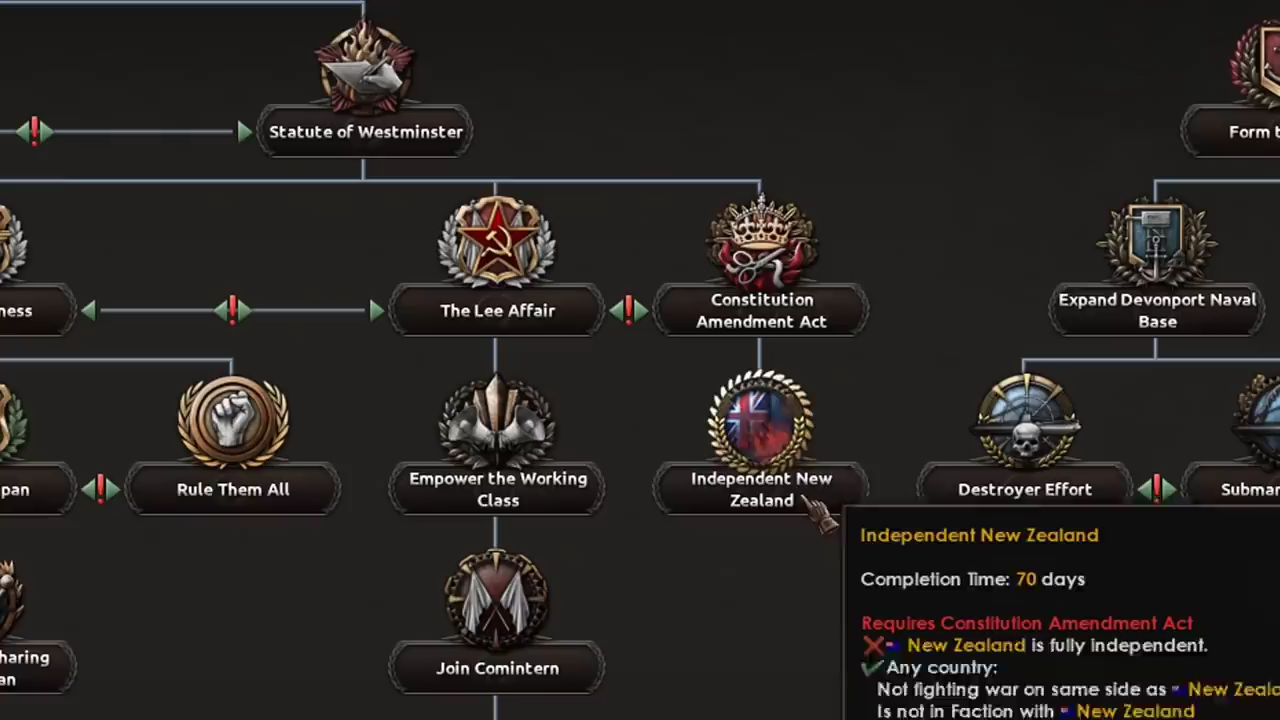 Statute of Westminster
Form t
ness
The Lee Affair
Constitution
Amendment Act
Expand Devonport Naval
Base
pan
Rule Them All
Empower the Working
Class
Independent New
Zealand
Destroyer Effort
Submar
haring
an
Join Comintern
Independent New Zealand
Completion Time: 70 days
Requires Constitution Amendment Act
New Zealand is fully independent.
Any country:
Not fighting war on same side as New Zeala
Is not in Faction with New Zealand